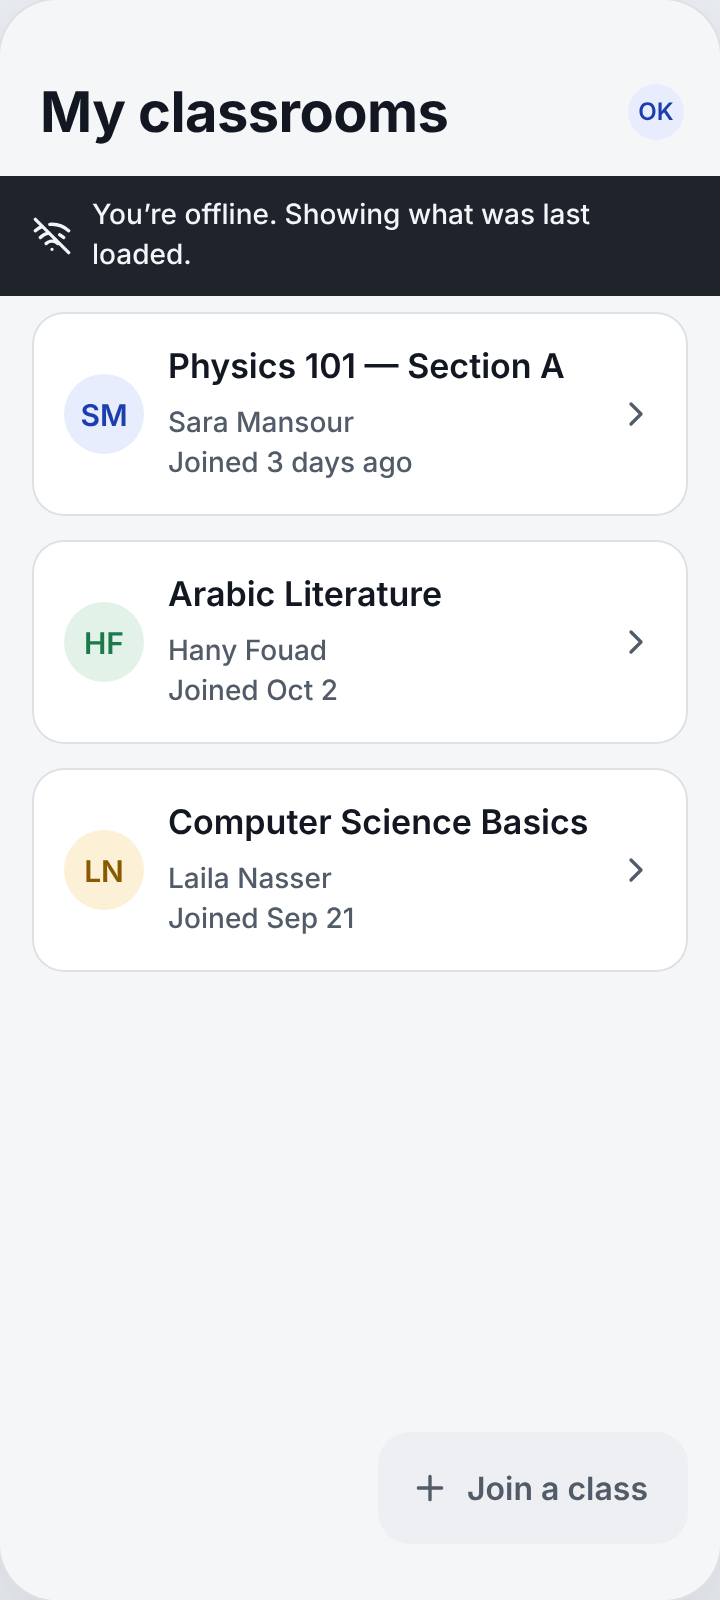 My classrooms
OK
You’re offline. Showing what was last
loaded.
Physics 101 — Section A
SM
Sara Mansour
Joined 3 days ago
Arabic Literature
HF
Hany Fouad
Joined Oct 2
Computer Science Basics
LN
Laila Nasser
Joined Sep 21
Join a class